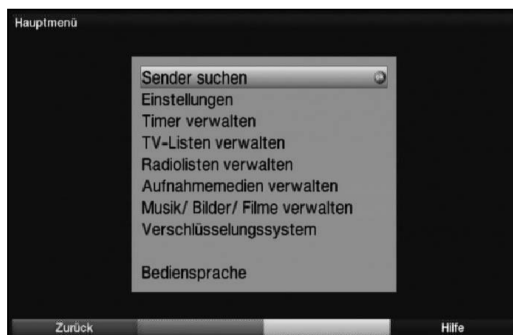 Hauptmenü
Sender suchen
Einstellungen
Timer verwalten
TV-Listen verwalten
Radiolisten verwalten
Aufnahmemedien verwalten
Musik/ Bilder/ Filme verwalten
Verschlüsselungssystem
Bediensprache
Zurück Hilfe